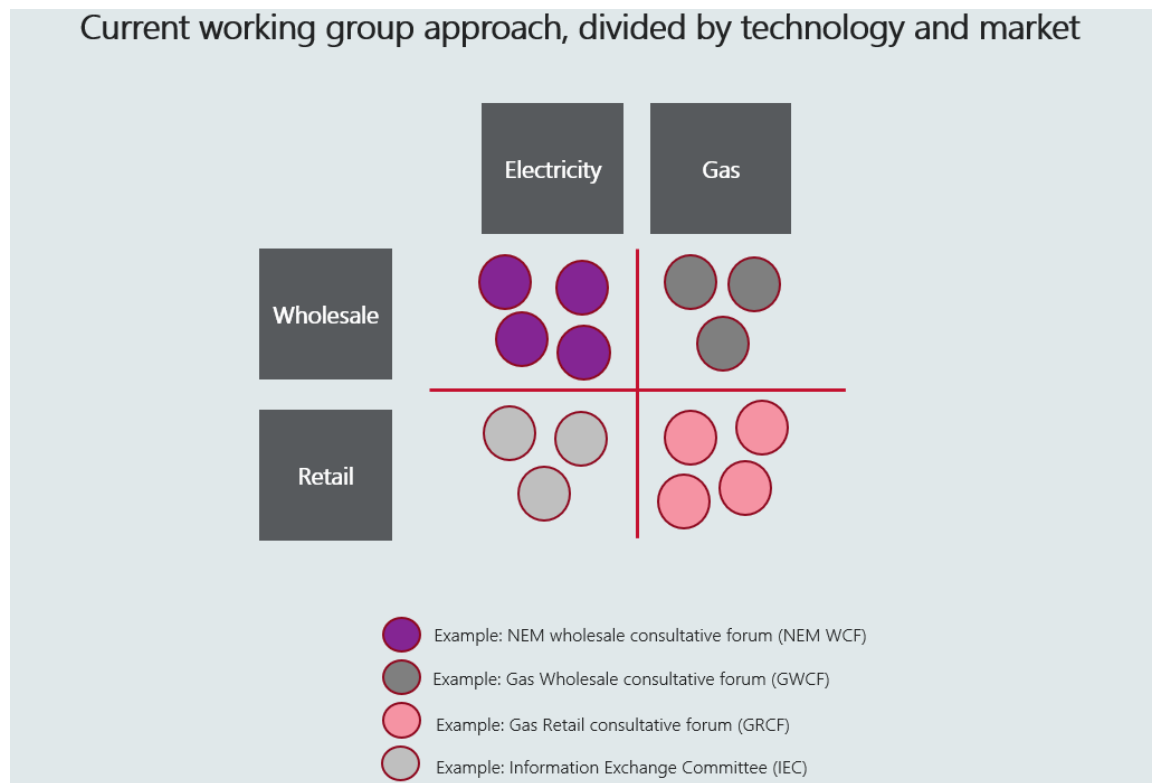 Current working group approach, divided by technology and market
Electricity
Gas
Wholesale
Retail
Example: NEM wholesale consultative forum (NEM WCF)
Example: Gas Wholesale consultative forum (GWCF)
Example: Gas Retail consultative forum (GRCF)
Example: Information Exchange Committee (IEC)